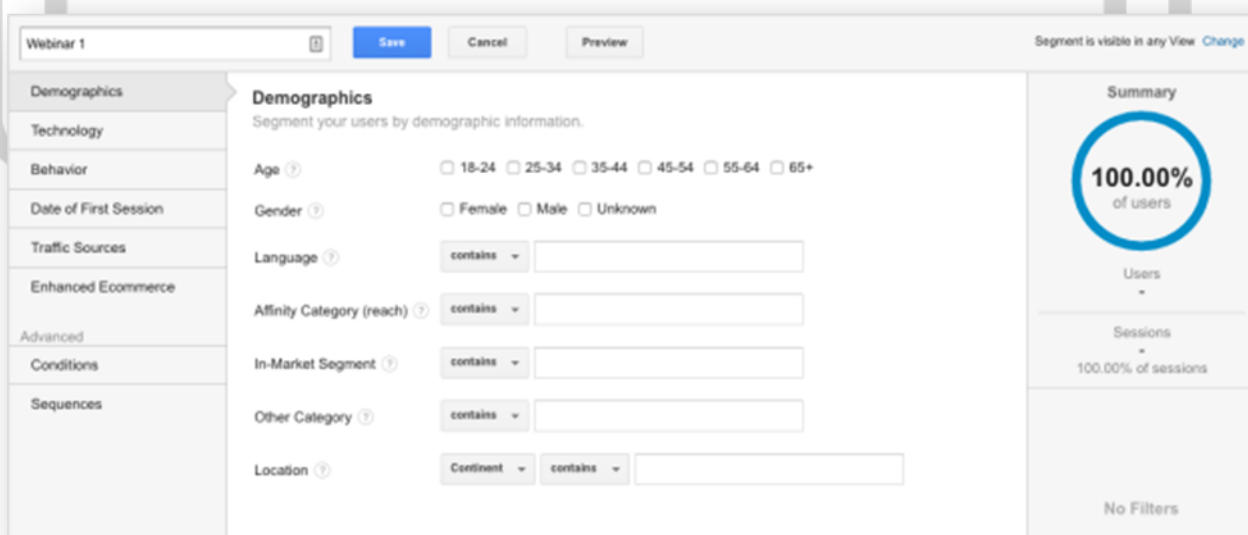 Webinar 1
Save
Cancel
Preview
Segment is visible in any View Change
Demographics
Technology
Behavior
Date of First Session
Traffic Sources
Enhanced Ecommerce
Advanced
Conditions
Sequences
Demographics
Segment your users by demographic information.
Age ? 18-24 25-34 35-44 45-54 55-64 65+
Gender ? Female Male Unknown
Language ? contains
Affinity Category (reach) ? contains
In-Market Segment ? contains
Other Category ? contains
Location ? Continent contains
Summary
100.00%
of users
Users
-
Sessions
-
100.00% of sessions
No Filters